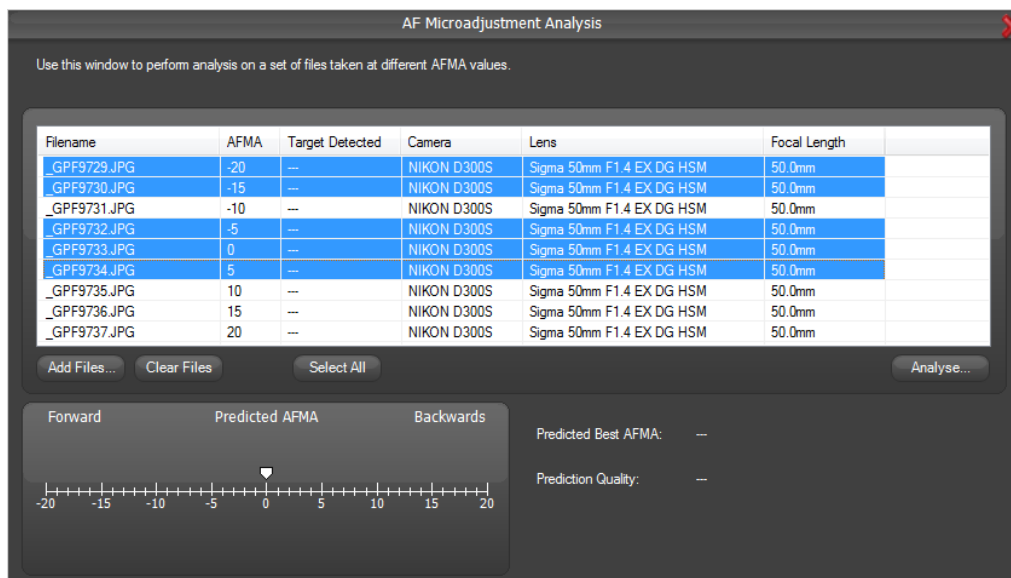 AF Microadjustment Analysis
Use this window to perform analysis on a set of files taken at different AFMA values.
Filename AFMA Target Detected Camera Lens Focal Length
_GPF9729.JPG -20 --- NIKON D300S Sigma 50mm F1.4 EX DG HSM 50.0mm
_GPF9730.JPG -15 --- NIKON D300S Sigma 50mm F1.4 EX DG HSM 50.0mm
_GPF9731.JPG -10 --- NIKON D300S Sigma 50mm F1.4 EX DG HSM 50.0mm
_GPF9732.JPG -5 --- NIKON D300S Sigma 50mm F1.4 EX DG HSM 50.0mm
_GPF9733.JPG 0 --- NIKON D300S Sigma 50mm F1.4 EX DG HSM 50.0mm
_GPF9734.JPG 5 --- NIKON D300S Sigma 50mm F1.4 EX DG HSM 50.0mm
_GPF9735.JPG 10 --- NIKON D300S Sigma 50mm F1.4 EX DG HSM 50.0mm
_GPF9736.JPG 15 --- NIKON D300S Sigma 50mm F1.4 EX DG HSM 50.0mm
_GPF9737.JPG 20 --- NIKON D300S Sigma 50mm F1.4 EX DG HSM 50.0mm
Add Files... Clear Files Select All Analyse...
Forward Predicted AFMA Backwards
-20 -15 -10 -5 0 5 10 15 20
Predicted Best AFMA: ---
Prediction Quality: ---